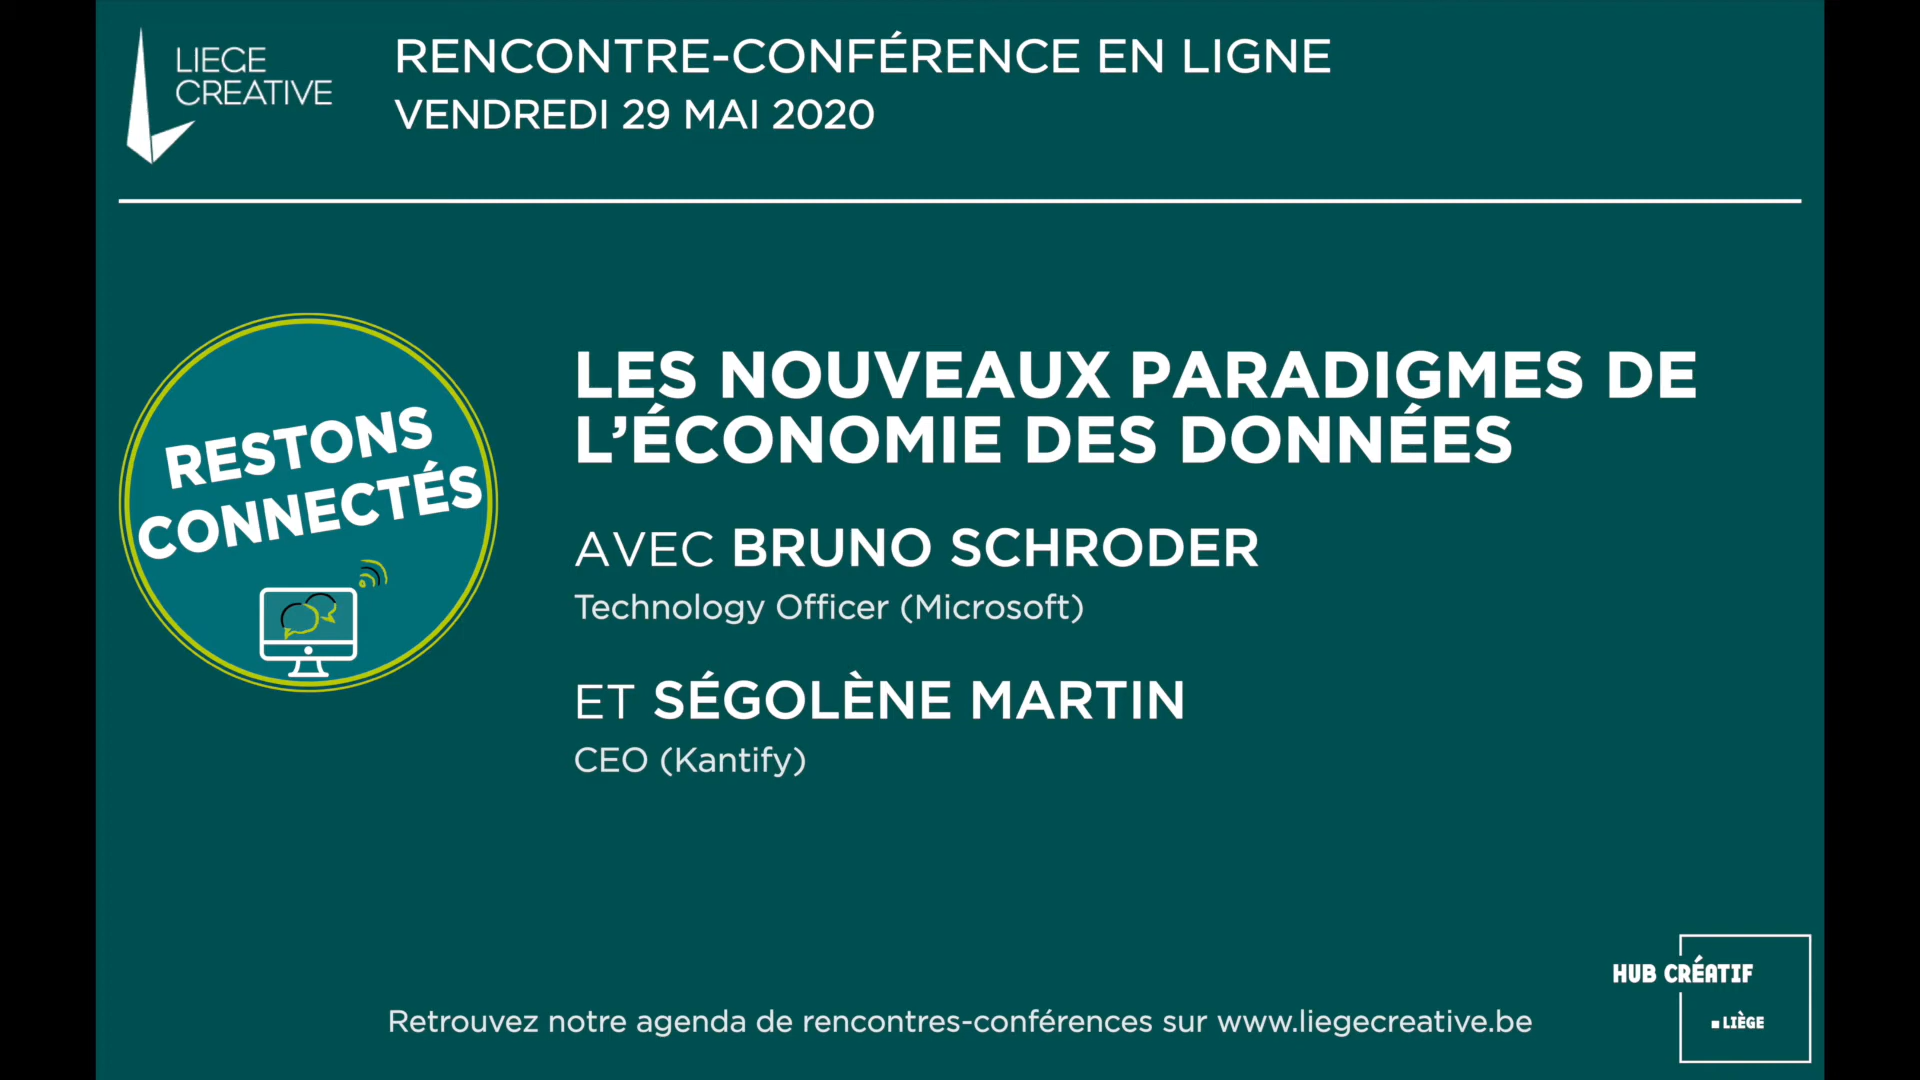 LIEGE
CREATIVE
RENCONTRE-CONFÉRENCE EN LIGNE
VENDREDI 29 MAI 2020
RESTONS
CONNECTÉS
LES NOUVEAUX PARADIGMES DE
L’ÉCONOMIE DES DONNÉES
AVEC BRUNO SCHRODER
Technology Officer (Microsoft)
ET SÉGOLÈNE MARTIN
CEO (Kantify)
HUB CRÉATIF
LIÈGE
Retrouvez notre agenda de rencontres-conférences sur www.liegecreative.be